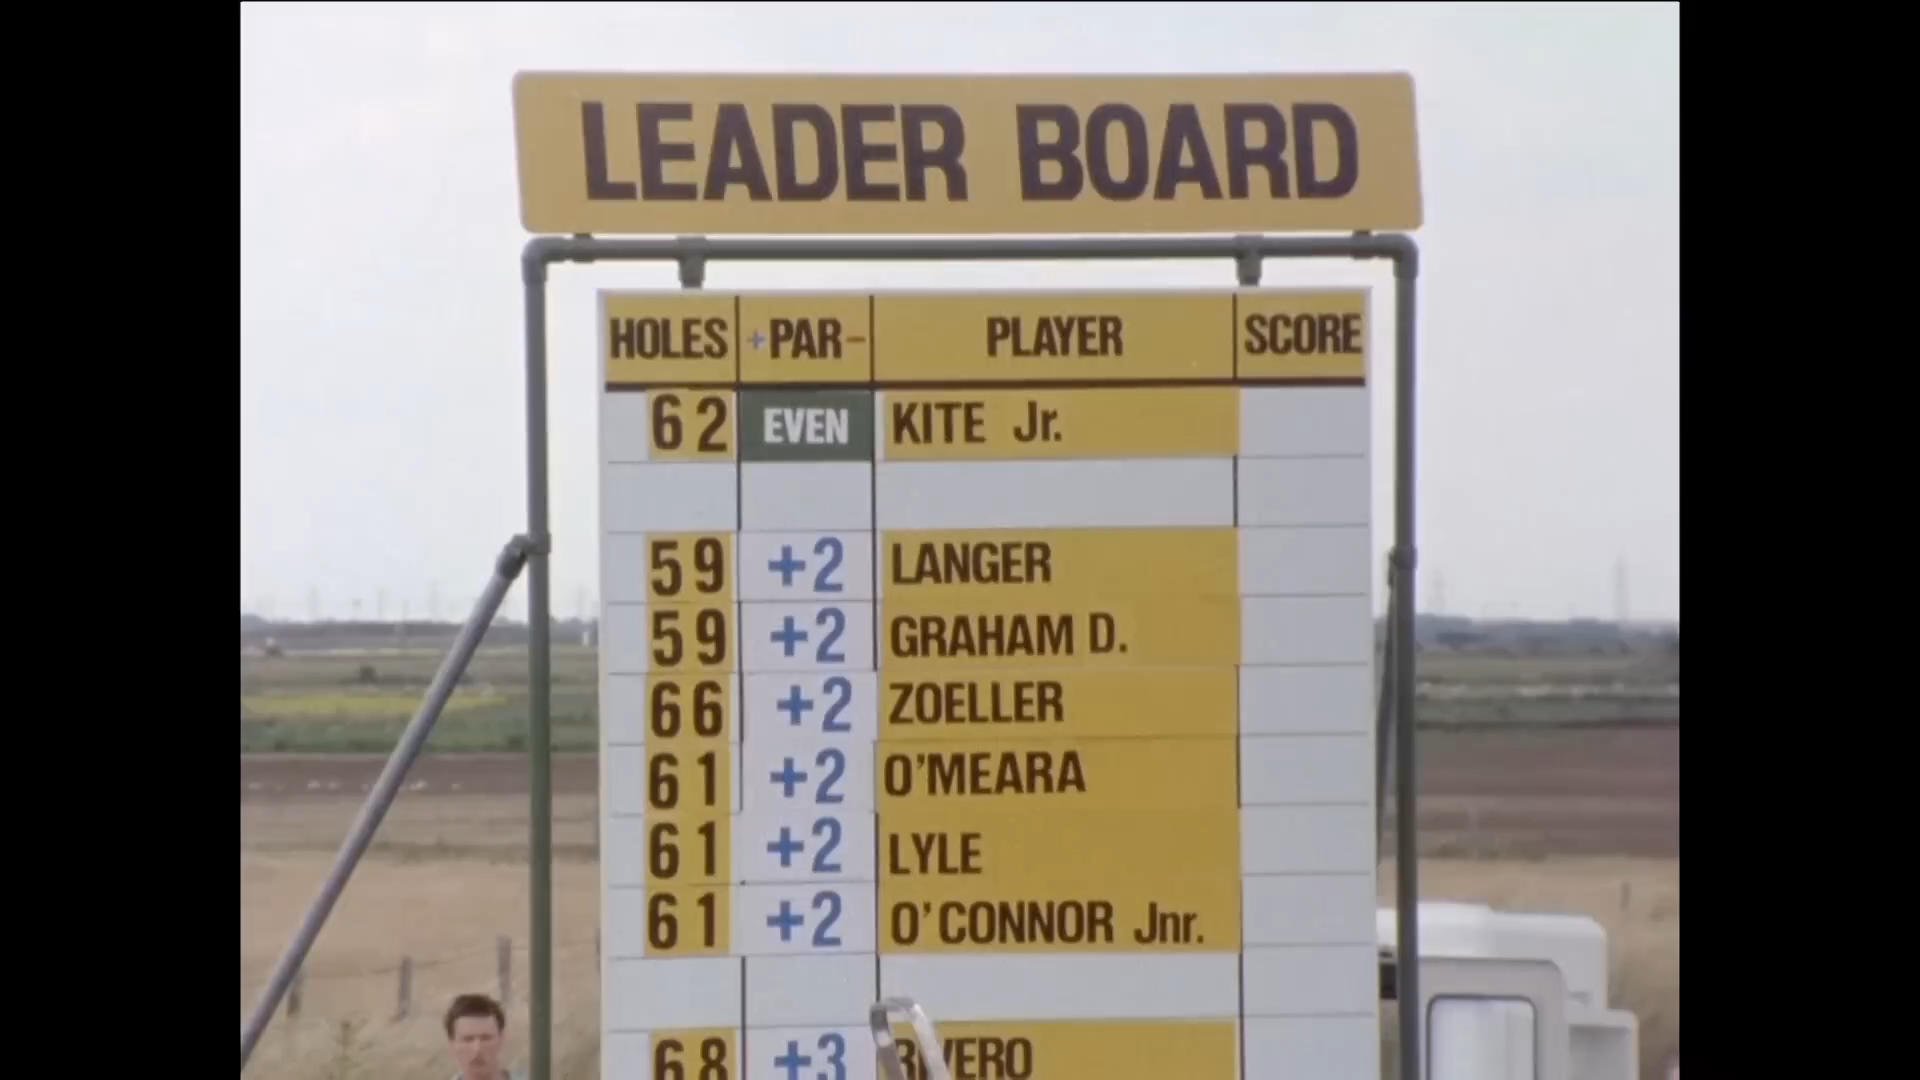 LEADER BOARD
HOLES +PAR- PLAYER SCORE
62 EVEN KITE Jr.
59 +2 LANGER
59 +2 GRAHAM D.
66 +2 ZOELLER
61 +2 O'MEARA
61 +2 LYLE
61 +2 O'CONNOR Jnr.
68 +3 RIVERO